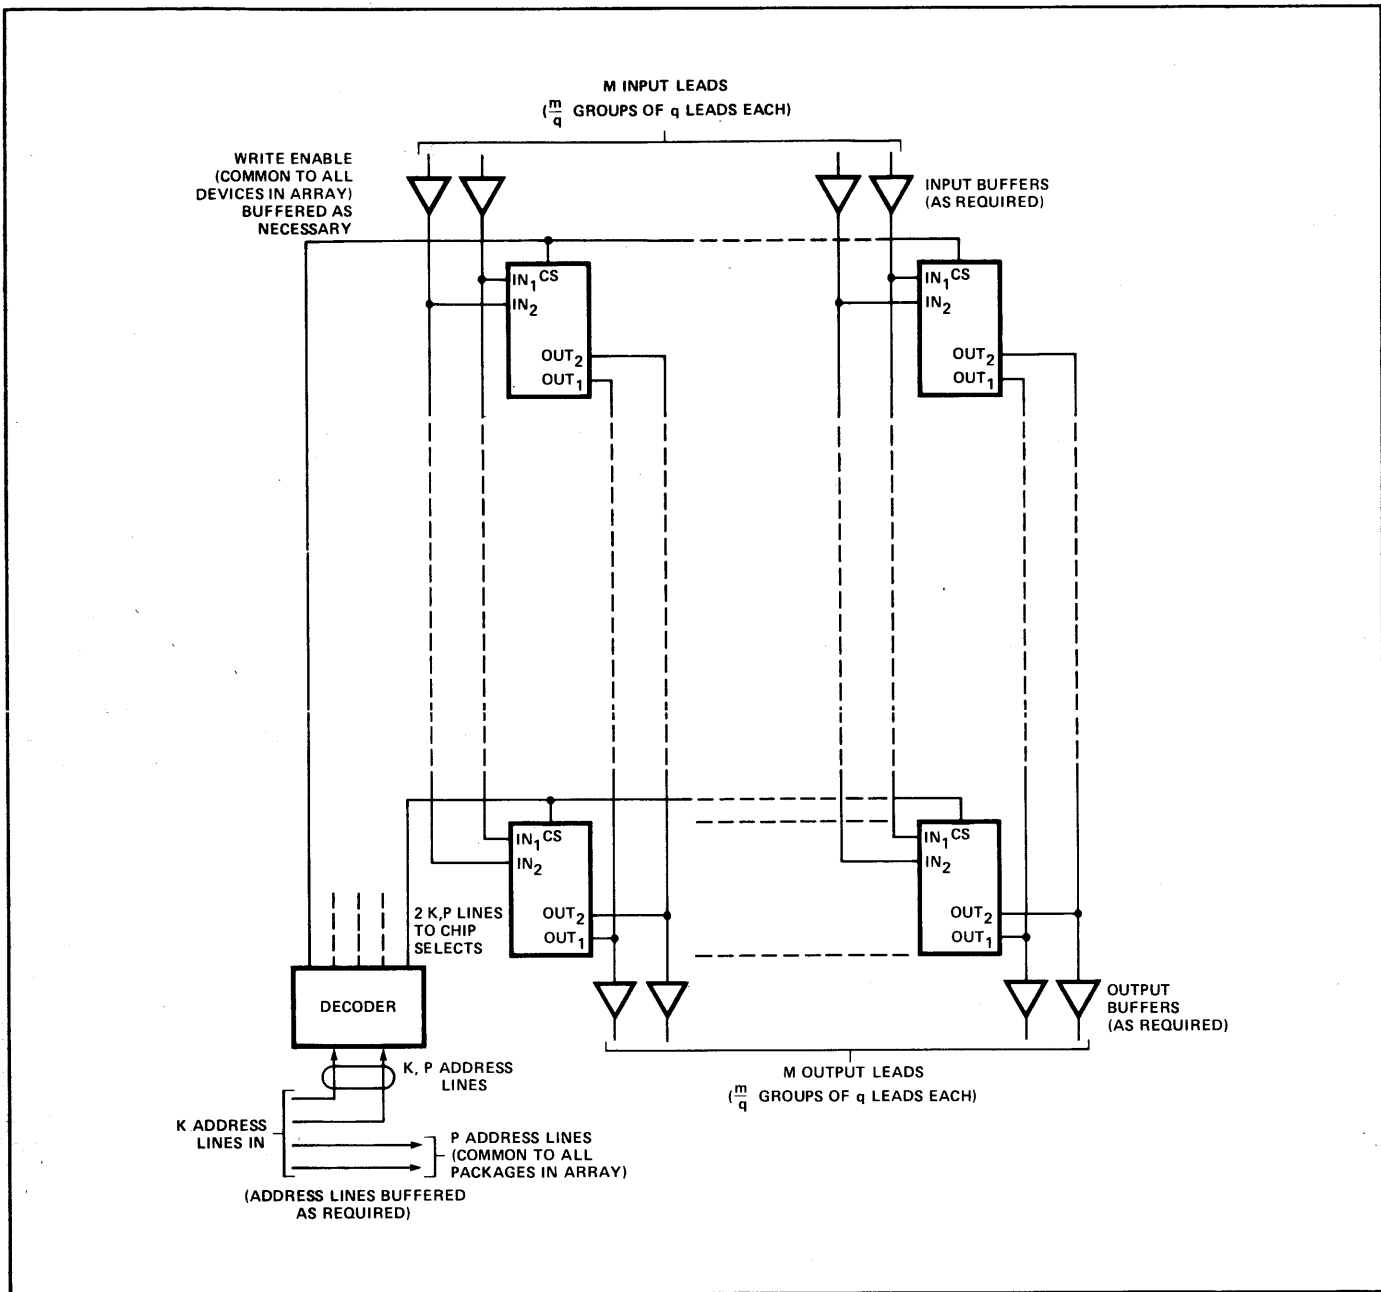 M INPUT LEADS
(m/q GROUPS OF q LEADS EACH)
WRITE ENABLE
(COMMON TO ALL
DEVICES IN ARRAY)
BUFFERED AS
NECESSARY
INPUT BUFFERS
(AS REQUIRED)
IN1 CS
IN2
OUT2
OUT1
IN1 CS
IN2
OUT2
OUT1
IN1 CS
IN2
OUT2
OUT1
IN1 CS
IN2
OUT2
OUT1
2 K,P LINES
TO CHIP
SELECTS
DECODER
OUTPUT
BUFFERS
(AS REQUIRED)
K, P ADDRESS
LINES
M OUTPUT LEADS
(m/q GROUPS OF q LEADS EACH)
K ADDRESS
LINES IN
P ADDRESS LINES
(COMMON TO ALL
PACKAGES IN ARRAY)
(ADDRESS LINES BUFFERED
AS REQUIRED)